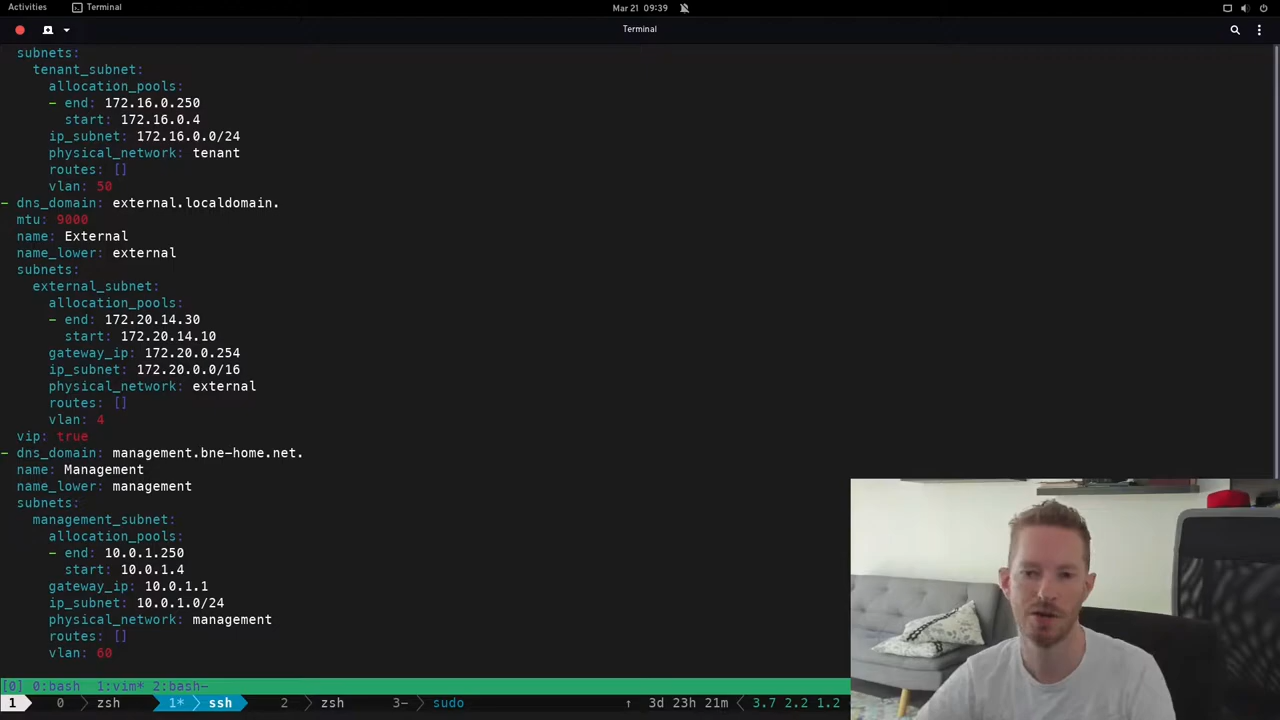 Activities
Terminal
Mar 21 09:39
Terminal
subnets:
tenant_subnet:
allocation_pools:
- end: 172.16.0.250
start: 172.16.0.4
ip_subnet: 172.16.0.0/24
physical_network: tenant
routes: []
vlan: 50
- dns_domain: external.localdomain.
mtu: 9000
name: External
name_lower: external
subnets:
external_subnet:
allocation_pools:
- end: 172.20.14.30
start: 172.20.14.10
gateway_ip: 172.20.0.254
ip_subnet: 172.20.0.0/16
physical_network: external
routes: []
vlan: 4
vip: true
- dns_domain: management.bne-home.net.
name: Management
name_lower: management
subnets:
management_subnet:
allocation_pools:
- end: 10.0.1.250
start: 10.0.1.4
gateway_ip: 10.0.1.1
ip_subnet: 10.0.1.0/24
physical_network: management
routes: []
vlan: 60
[0] 0:bash 1:vim* 2:bash-
1 0 zsh 1* ssh 2 zsh 3- sudo ↑ 3d 23h 21m 3.7 2.2 1.2